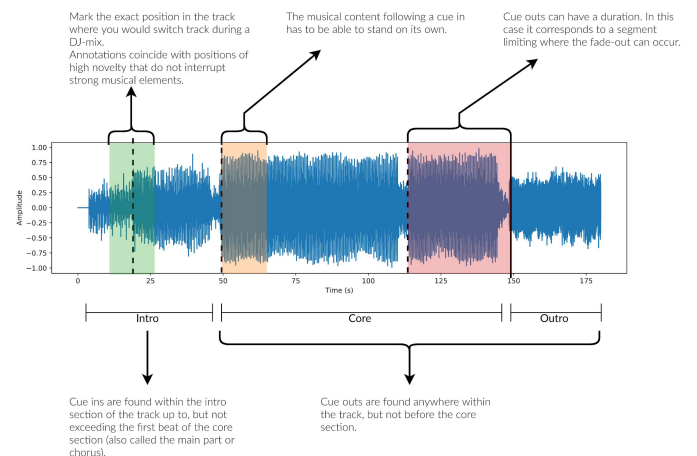 Mark the exact position in the track
where you would switch track during a
DJ-mix.
Annotations coincide with positions of
high novelty that do not interrupt
strong musical elements.
The musical content following a cue in
has to be able to stand on its own.
Cue outs can have a duration. In this
case it corresponds to a segment
limiting where the fade-out can occur.
1.00
0.75
0.50
0.25
0.00
−0.25
−0.50
−0.75
−1.00
Amplitude
0 25 50 75 100 125 150 175
Time (s)
Intro Core Outro
Cue ins are found within the intro
section of the track up to, but not
exceeding the first beat of the core
section (also called the main part or
chorus).
Cue outs are found anywhere within
the track, but not before the core
section.